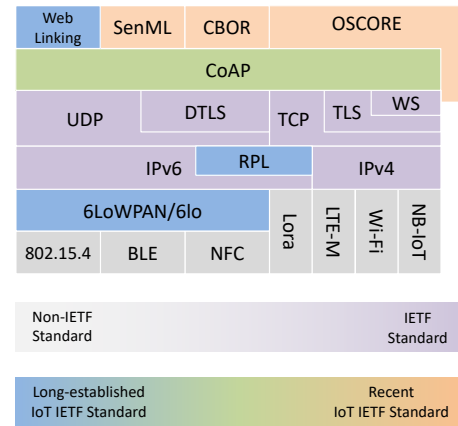 Web
Linking
SenML
CBOR
OSCORE
CoAP
UDP
DTLS
TCP
TLS
WS
IPv6
RPL
IPv4
6LoWPAN/6lo
802.15.4
BLE
NFC
Lora
LTE-M
Wi-Fi
NB-IoT
Non-IETF
Standard
IETF
Standard
Long-established
IoT IETF Standard
Recent
IoT IETF Standard